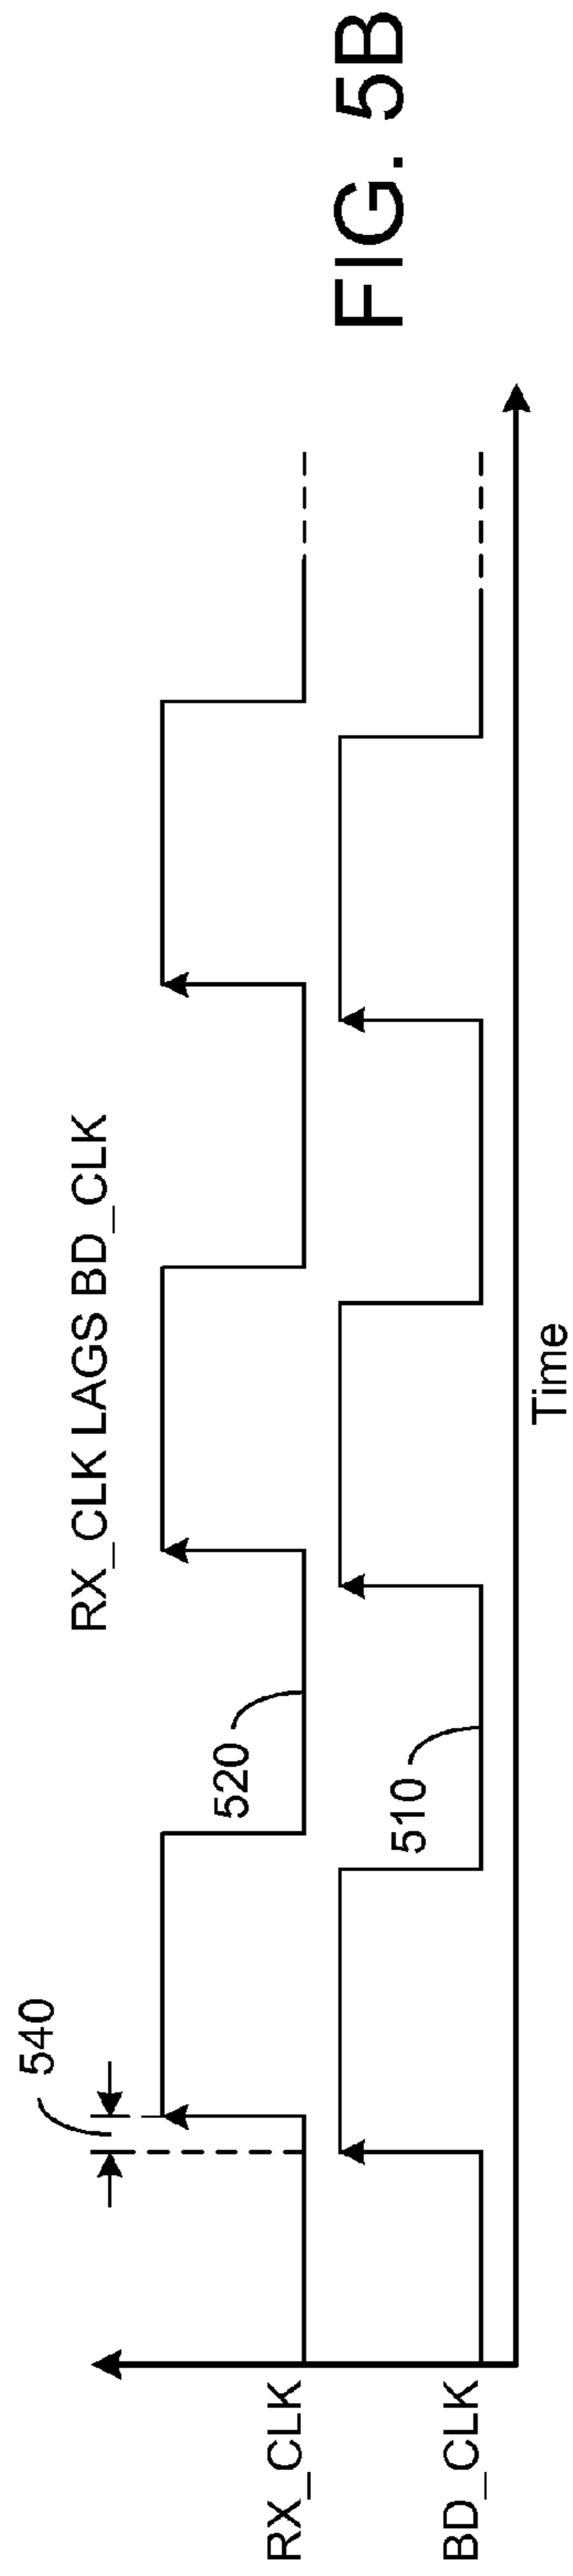 RX_CLK LAGS BD_CLK
540
RX_CLK
520
BD_CLK
510
Time
FIG. 5B